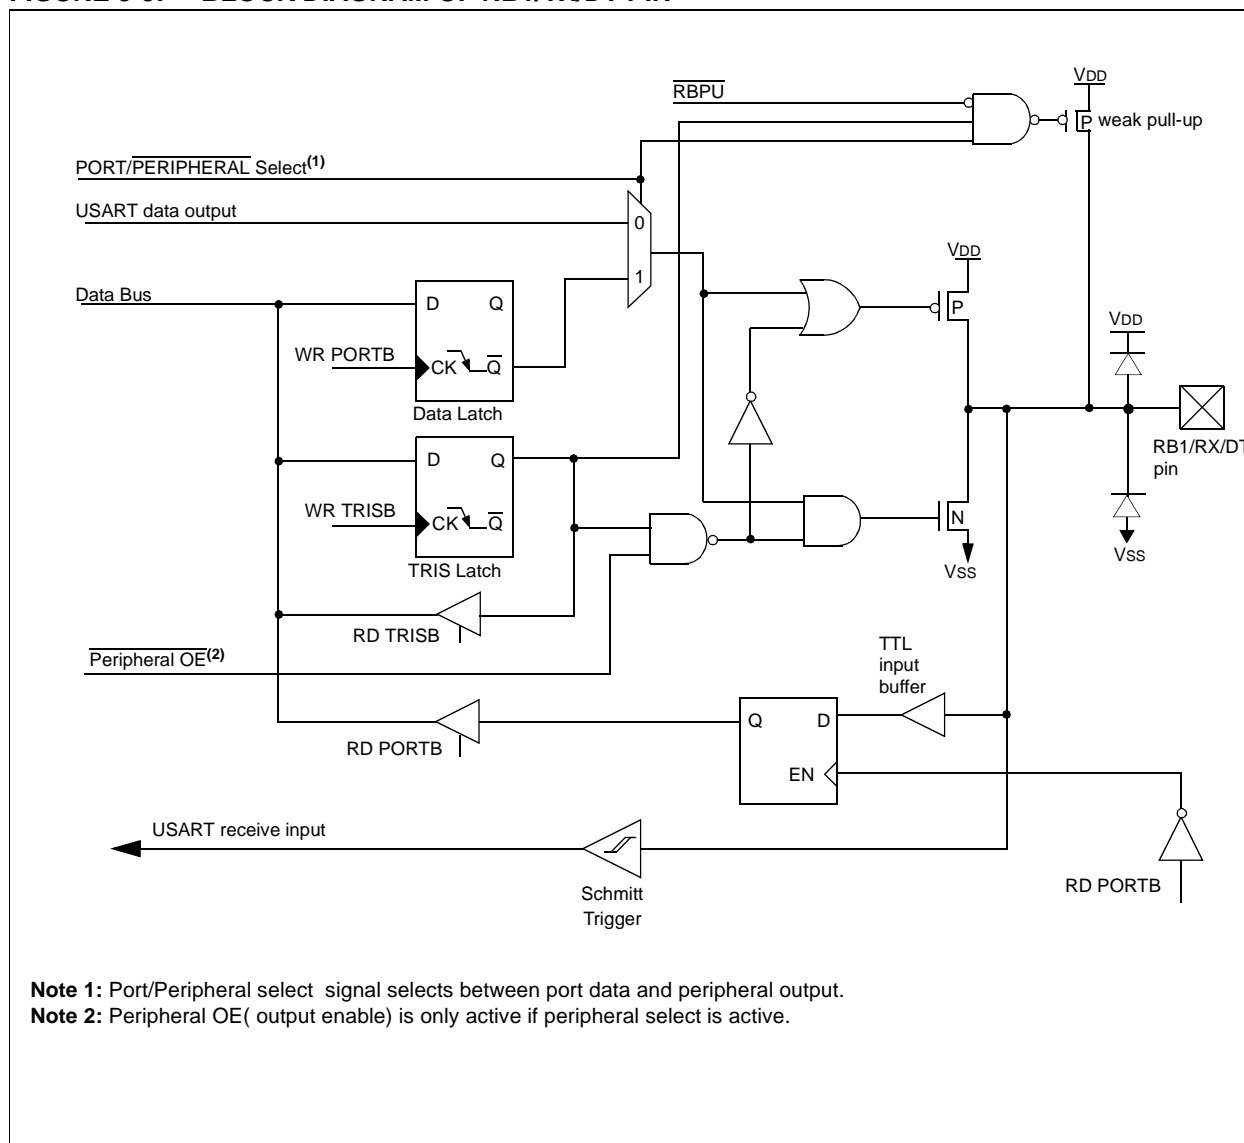 VDD
RBPU
P weak pull-up
PORT/PERIPHERAL Select(1)
USART data output
0
1
VDD
Data Bus
D Q
P
VDD
WR PORTB
CK Q
Data Latch
D Q
RB1/RX/DT
pin
WR TRISB
CK Q
N
TRIS Latch
VSS
VSS
RD TRISB
Peripheral OE(2)
TTL
input
buffer
Q D
RD PORTB
EN
USART receive input
Schmitt
Trigger
RD PORTB
Note 1: Port/Peripheral select signal selects between port data and peripheral output.
Note 2: Peripheral OE( output enable) is only active if peripheral select is active.